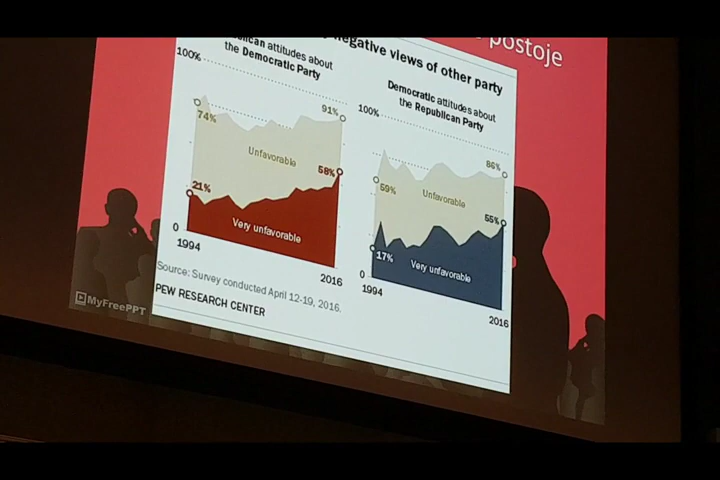 postoje
negative views of other party
attitudes about
the Democratic Party
100%
74%
91%
Unfavorable
58%
21%
Very unfavorable
0
1994
2016
Democratic attitudes about
the Republican Party
100%
86%
59%
Unfavorable
55%
17%
Very unfavorable
0
1994
2016
Source: Survey conducted April 12-19, 2016.
PEW RESEARCH CENTER
MyFreePPT